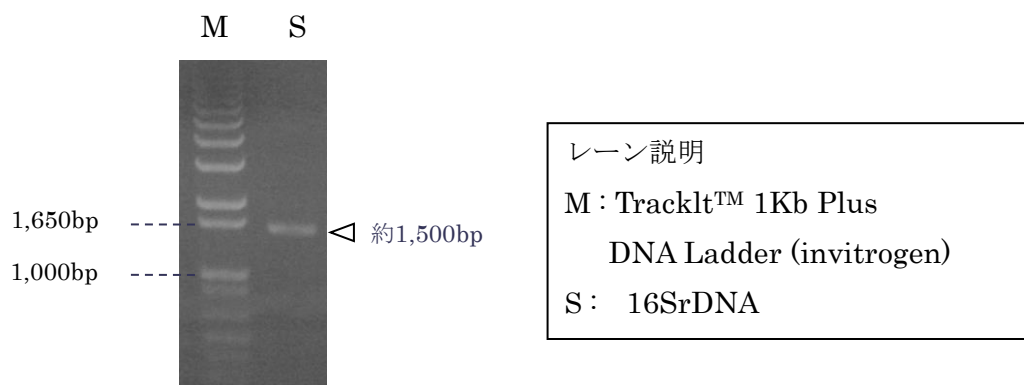 M S
1,650bp
約1,500bp
1,000bp
レーン説明
M：Tracklt™ 1Kb Plus
DNA Ladder (invitrogen)
S： 16SrDNA